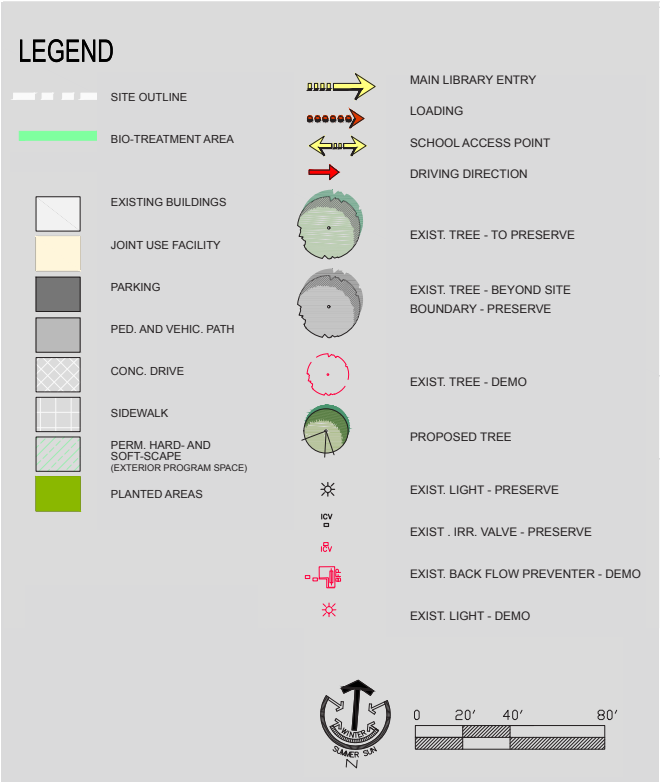 LEGEND
SITE OUTLINE
BIO-TREATMENT AREA
EXISTING BUILDINGS
JOINT USE FACILITY
PARKING
PED. AND VEHIC. PATH
CONC. DRIVE
SIDEWALK
PERM. HARD- AND
SOFT-SCAPE
(EXTERIOR PROGRAM SPACE)
PLANTED AREAS
MAIN LIBRARY ENTRY
LOADING
SCHOOL ACCESS POINT
DRIVING DIRECTION
EXIST. TREE - TO PRESERVE
EXIST. TREE - BEYOND SITE
BOUNDARY - PRESERVE
EXIST. TREE - DEMO
PROPOSED TREE
EXIST. LIGHT - PRESERVE
ICV
EXIST . IRR. VALVE - PRESERVE
ICV
EXIST. BACK FLOW PREVENTER - DEMO
EXIST. LIGHT - DEMO
WINTER
SUMMER SUN
N
0 20' 40' 80'